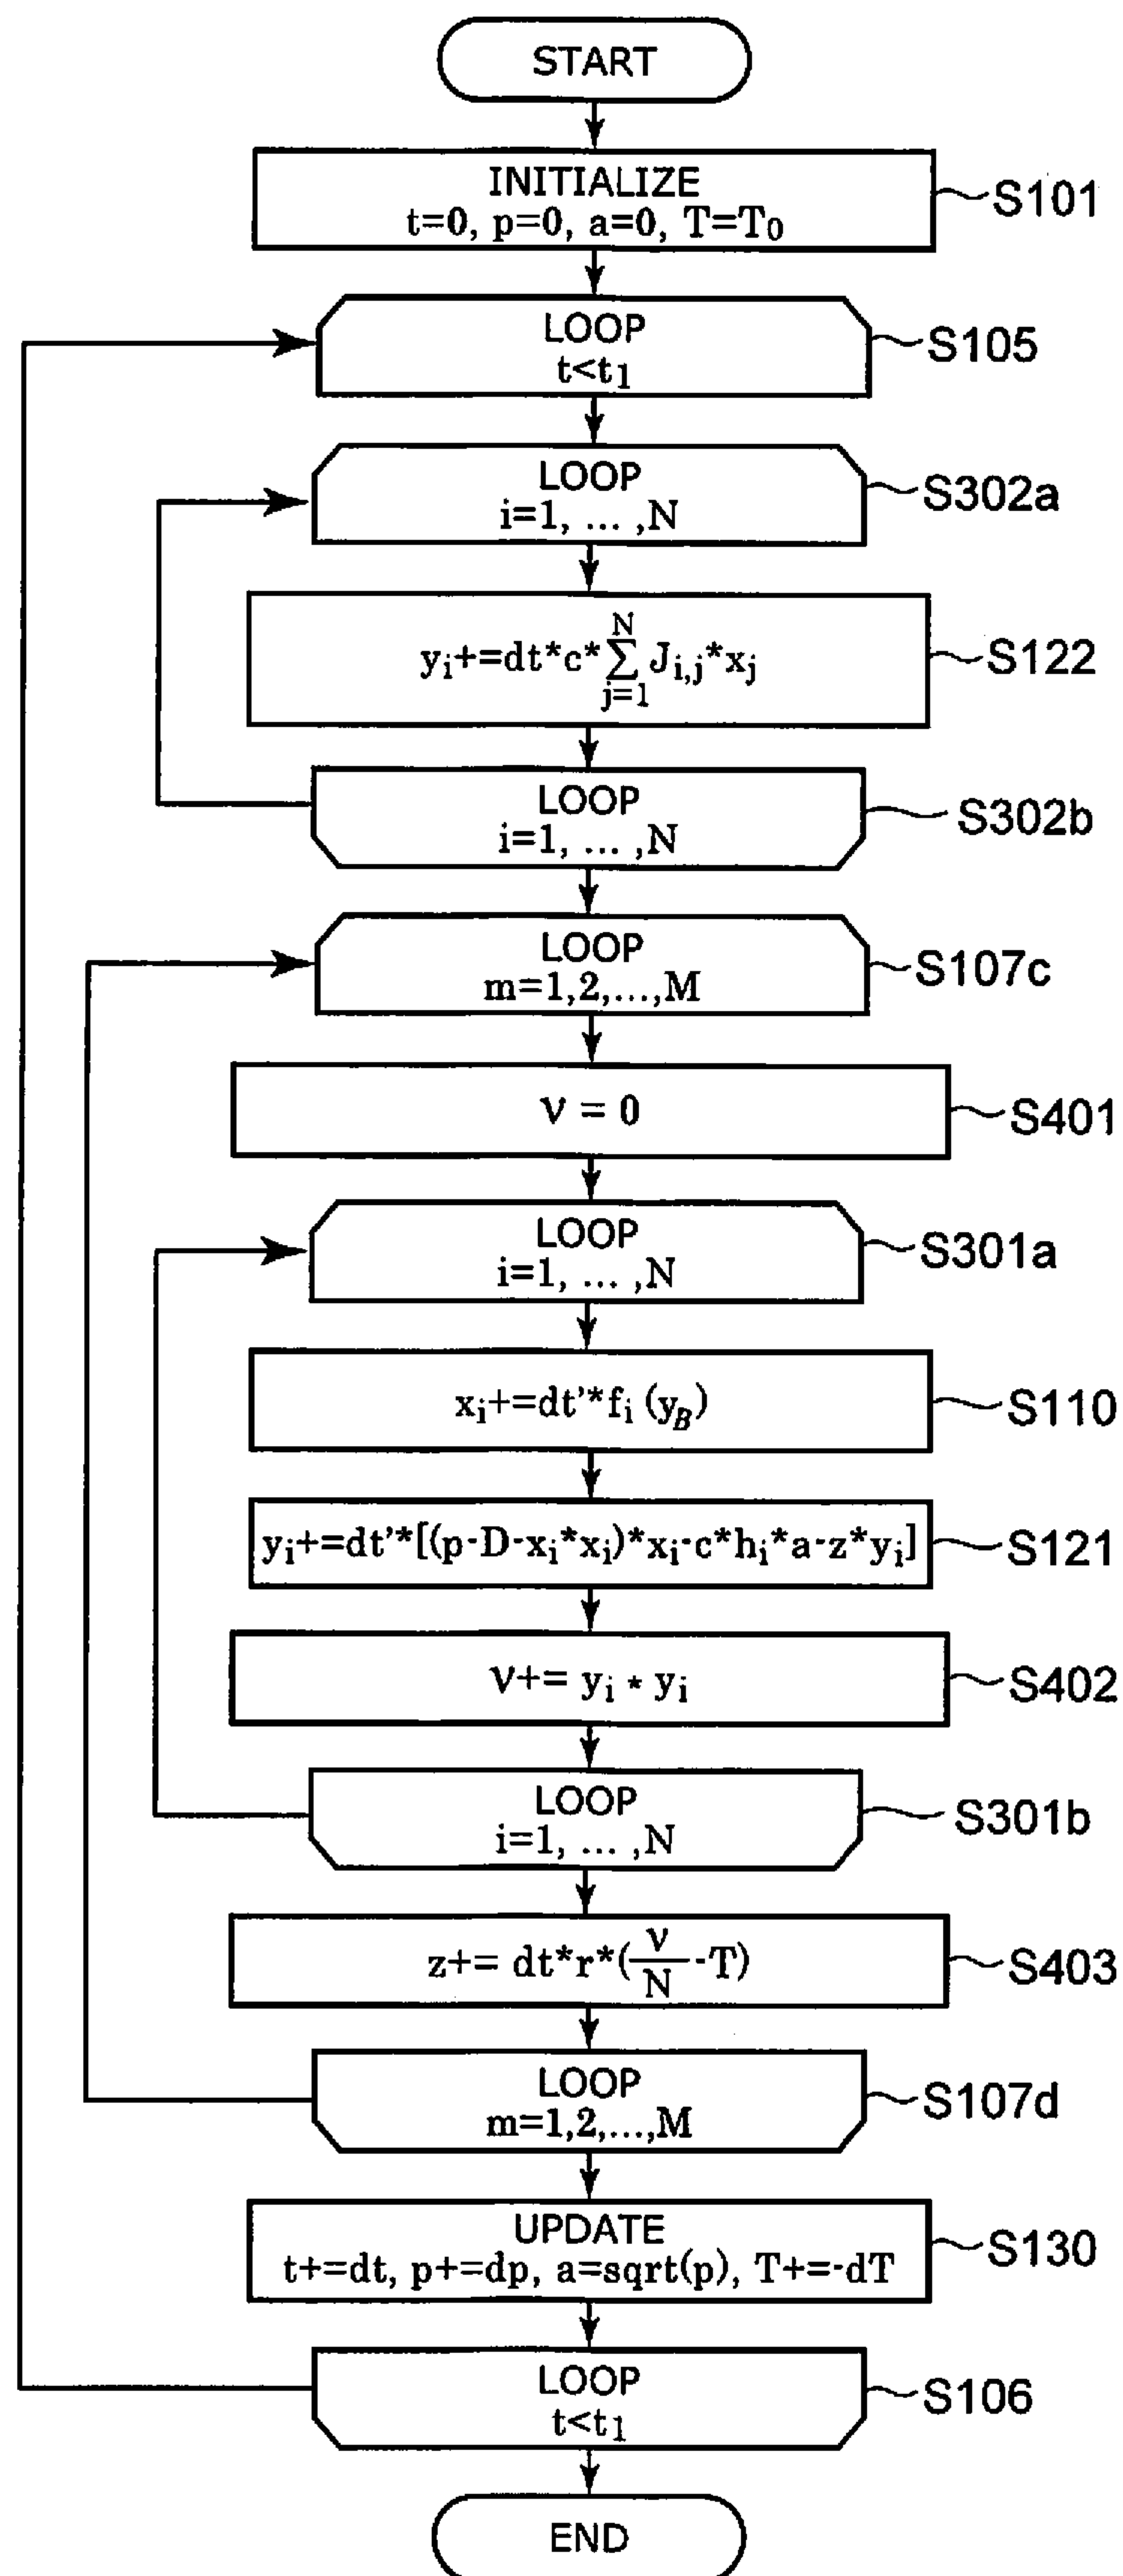 START
INITIALIZE
t=0, p=0, a=0, T=T₀
S101
LOOP
t<t₁
S105
LOOP
i=1, ... ,N
S302a
N
yᵢ+=dt*c*∑Jᵢ,ⱼ*xⱼ
j=1
S122
LOOP
i=1, ... ,N
S302b
LOOP
m=1,2,...,M
S107c
ν = 0
S401
LOOP
i=1, ... ,N
S301a
xᵢ+=dt'*fᵢ (y_B)
S110
yᵢ+=dt'*[(p-D-xᵢ*xᵢ)*xᵢ-c*hᵢ*a-z*yᵢ]
S121
ν+= yᵢ * yᵢ
S402
LOOP
i=1, ... ,N
S301b
z+= dt*r*(ν/N -T)
S403
LOOP
m=1,2,...,M
S107d
UPDATE
t+=dt, p+=dp, a=sqrt(p), T+=-dT
S130
LOOP
t<t₁
S106
END